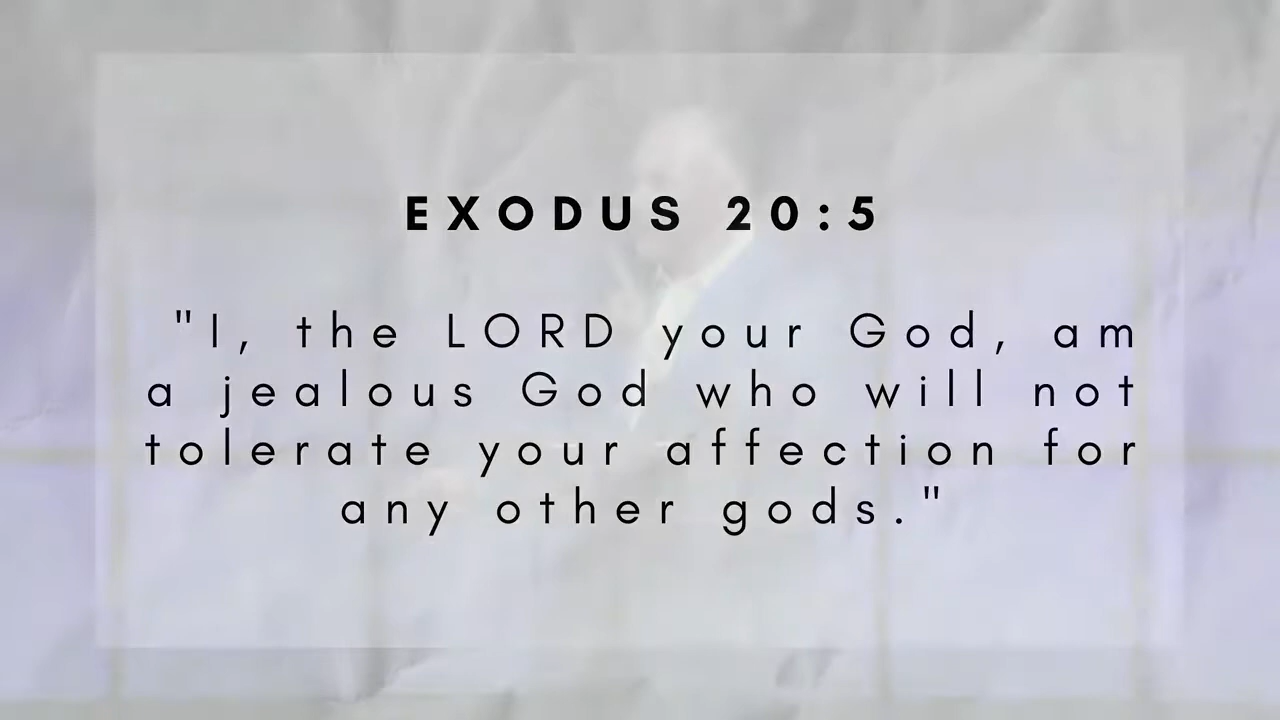 EXODUS 20:5
"I, the LORD your God, am
a jealous God who will not
tolerate your affection for
any other gods."